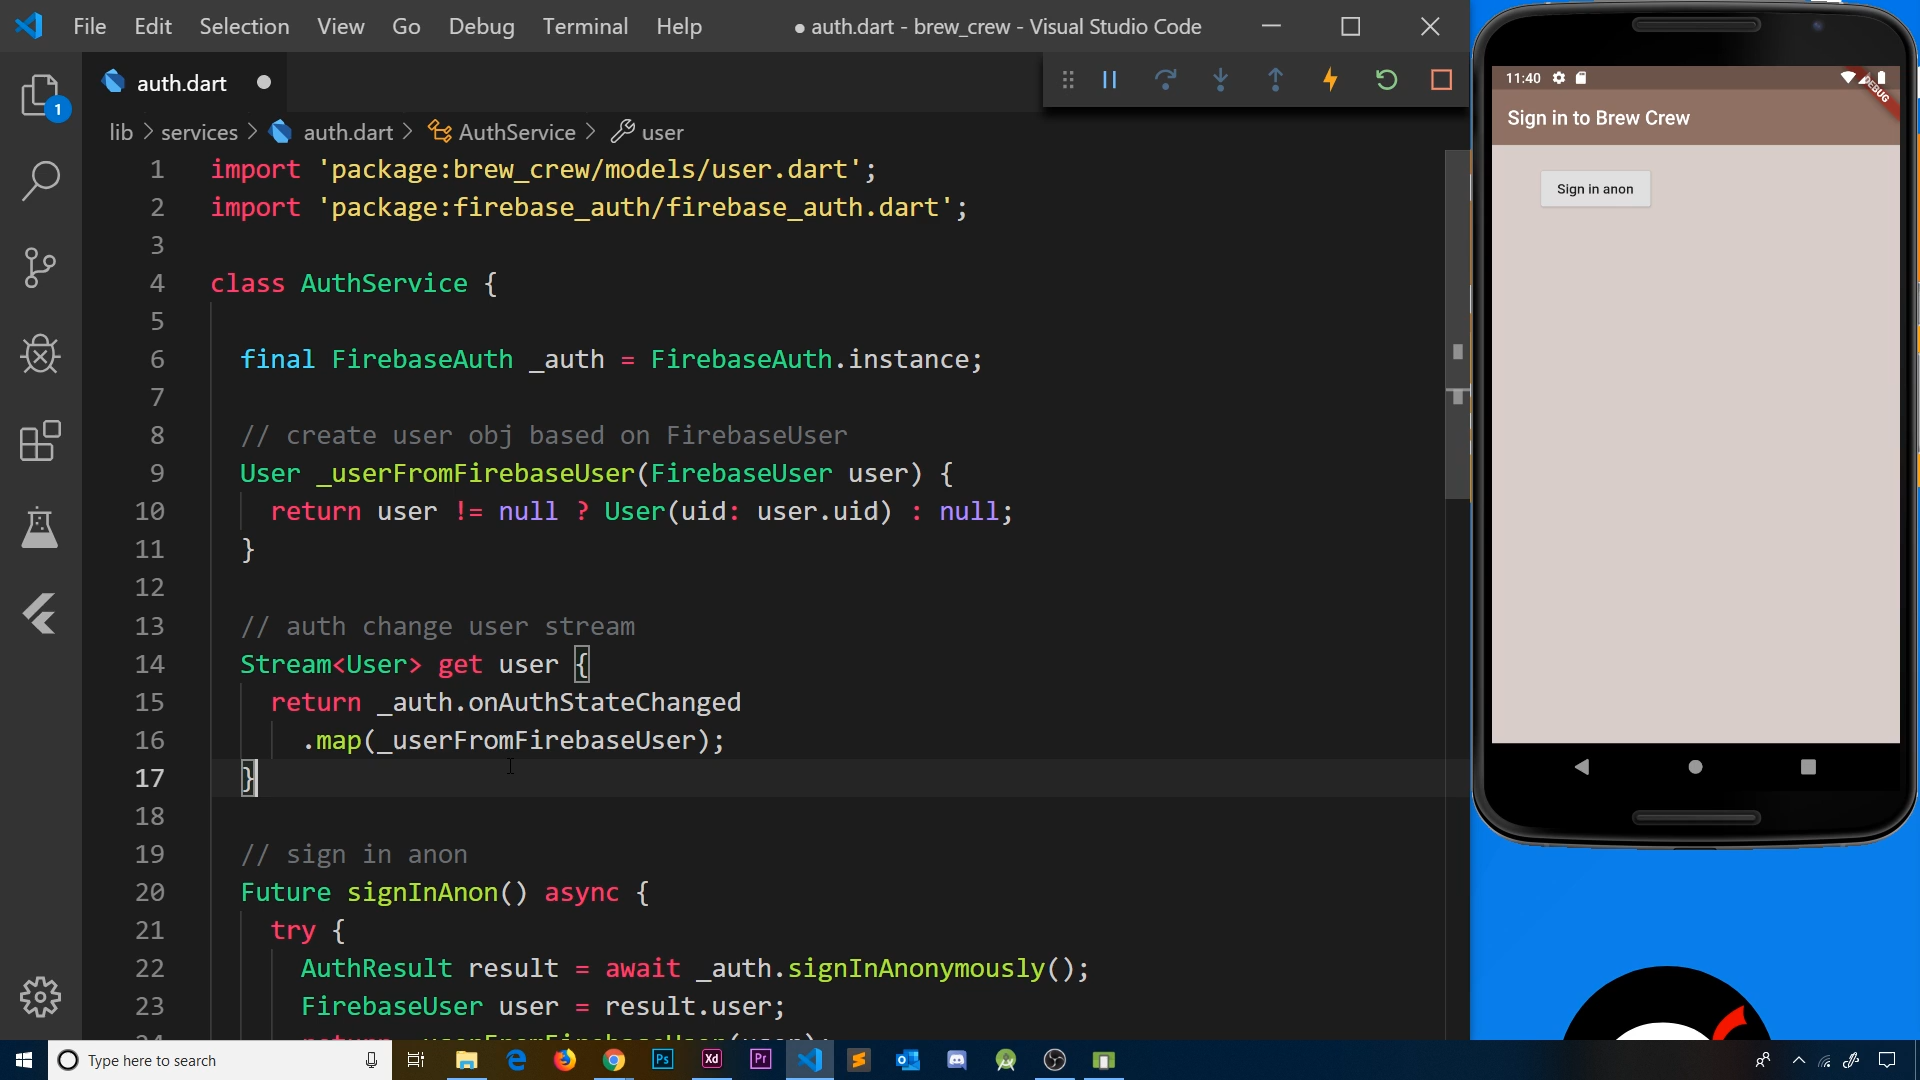 File Edit Selection View Go Debug Terminal Help
● auth.dart - brew_crew - Visual Studio Code
auth.dart
1
lib > services > auth.dart > AuthService > user
1 import 'package:brew_crew/models/user.dart';
2 import 'package:firebase_auth/firebase_auth.dart';
3
4 class AuthService {
5
6 final FirebaseAuth _auth = FirebaseAuth.instance;
7
8 // create user obj based on FirebaseUser
9 User _userFromFirebaseUser(FirebaseUser user) {
10 return user != null ? User(uid: user.uid) : null;
11 }
12
13 // auth change user stream
14 Stream<User> get user {
15 return _auth.onAuthStateChanged
16 .map(_userFromFirebaseUser);
17 }
18
19 // sign in anon
20 Future signInAnon() async {
21 try {
22 AuthResult result = await _auth.signInAnonymously();
23 FirebaseUser user = result.user;
11:40
DEBUG
Sign in to Brew Crew
Sign in anon
Type here to search
Ps
Xd
Pr